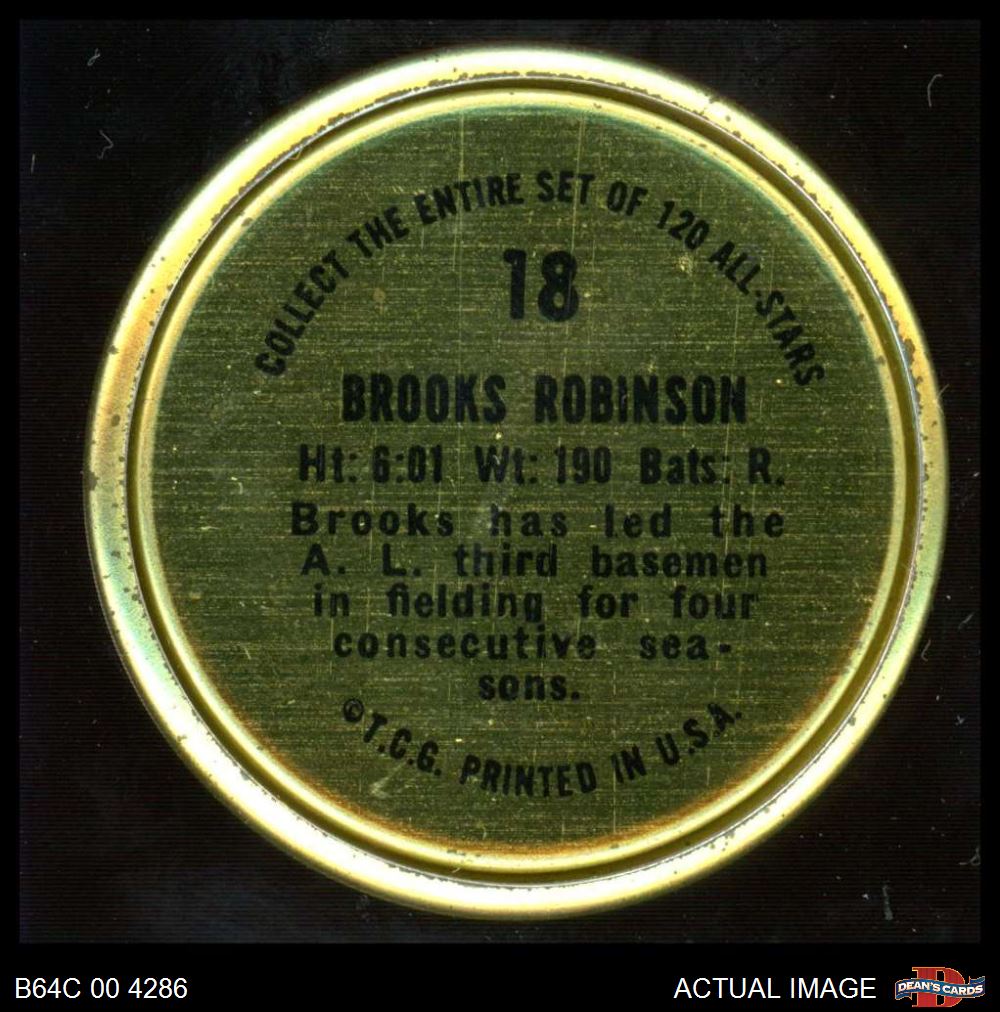 COLLECT THE ENTIRE SET OF 120 ALL-STARS
18
BROOKS ROBINSON
Ht: 6:01 Wt: 190 Bats: R.
Brooks has led the
A. L. third basemen
in fielding for four
consecutive sea-
sons.
©T.C.G. PRINTED IN U.S.A.
B64C 00 4286
ACTUAL IMAGE
D
DEAN'S CARDS